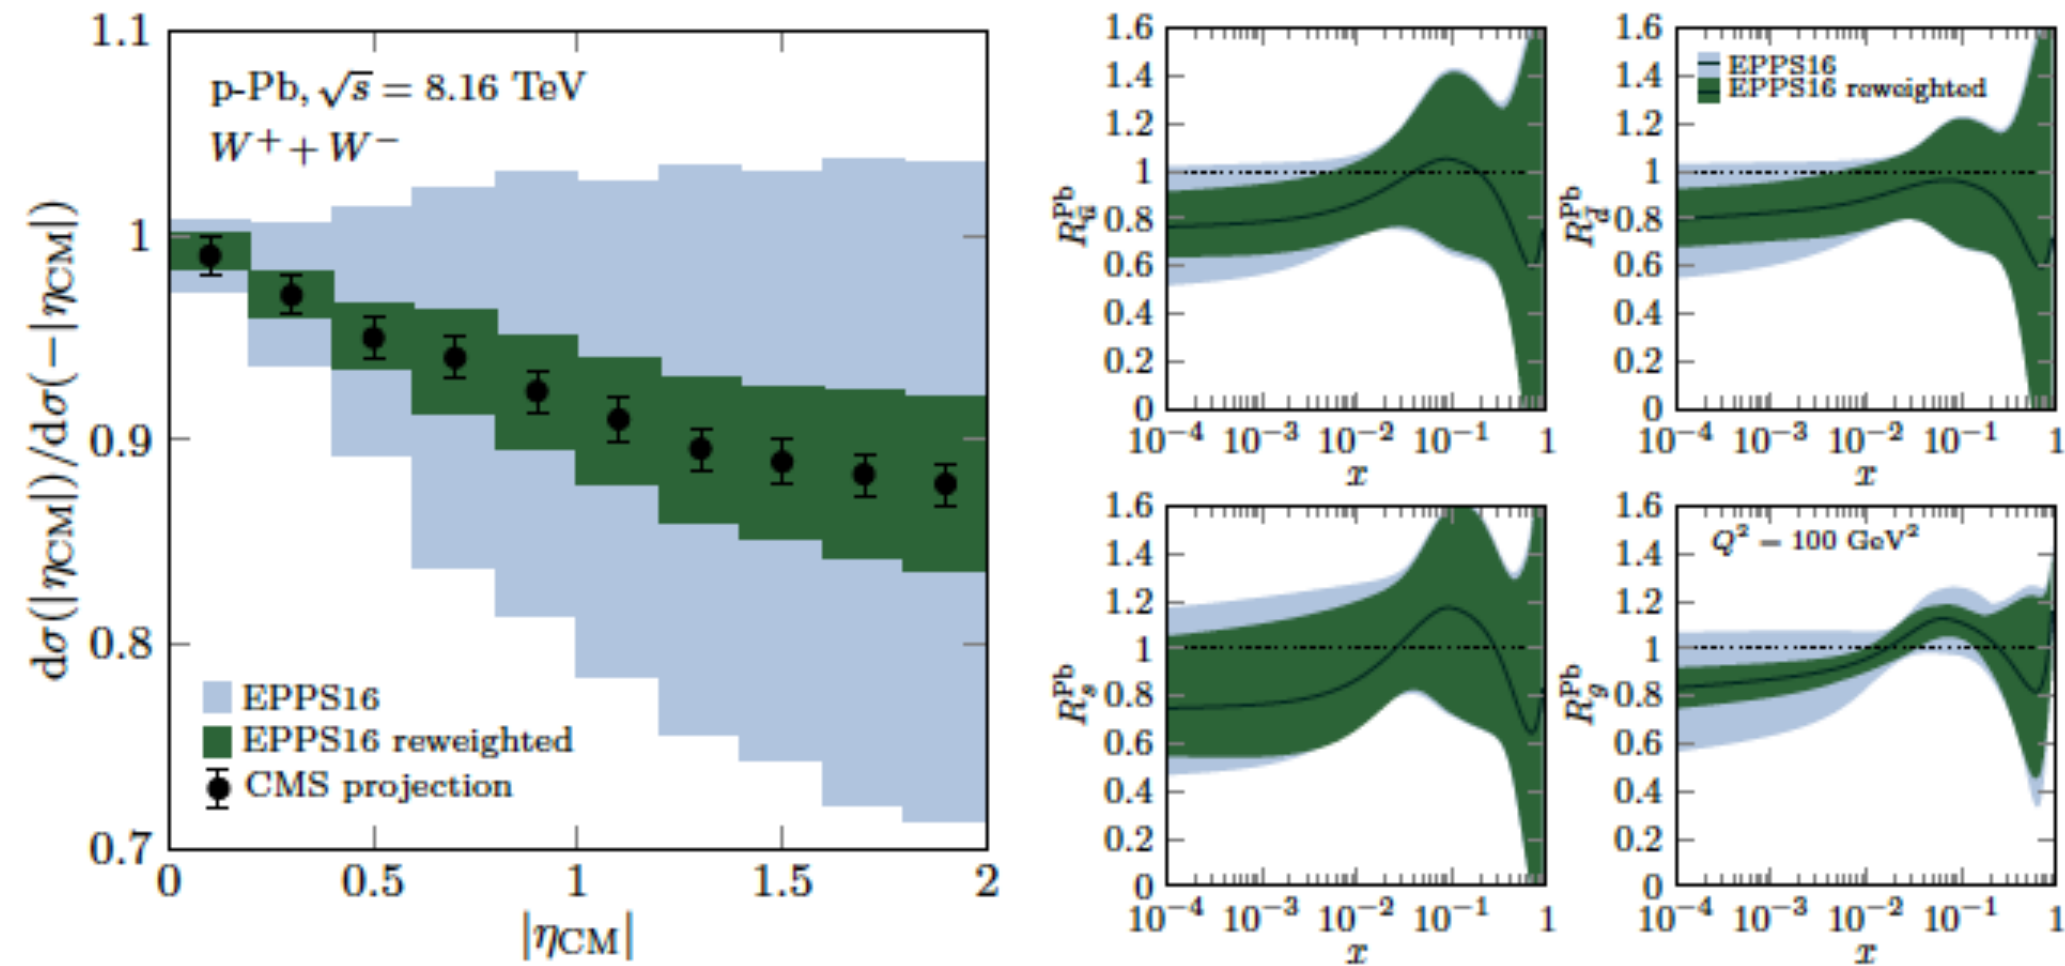 1.1
1
0.9
0.8
0.7
dσ(|ηCM|)/dσ(−|ηCM|)
p-Pb, √s = 8.16 TeV
W⁺ + W⁻
EPPS16
EPPS16 reweighted
CMS projection
0 0.5 1 1.5 2
|ηCM|
1.6
1.4
1.2
1
0.8
0.6
0.4
0.2
0
R_ū^Pb
10⁻⁴ 10⁻³ 10⁻² 10⁻¹ 1
x
1.6
1.4
1.2
1
0.8
0.6
0.4
0.2
0
R_d̄^Pb
EPPS16
EPPS16 reweighted
10⁻⁴ 10⁻³ 10⁻² 10⁻¹ 1
x
1.6
1.4
1.2
1
0.8
0.6
0.4
0.2
0
R_s^Pb
10⁻⁴ 10⁻³ 10⁻² 10⁻¹ 1
x
1.6
1.4
1.2
1
0.8
0.6
0.4
0.2
0
R_g^Pb
Q² = 100 GeV²
10⁻⁴ 10⁻³ 10⁻² 10⁻¹ 1
x